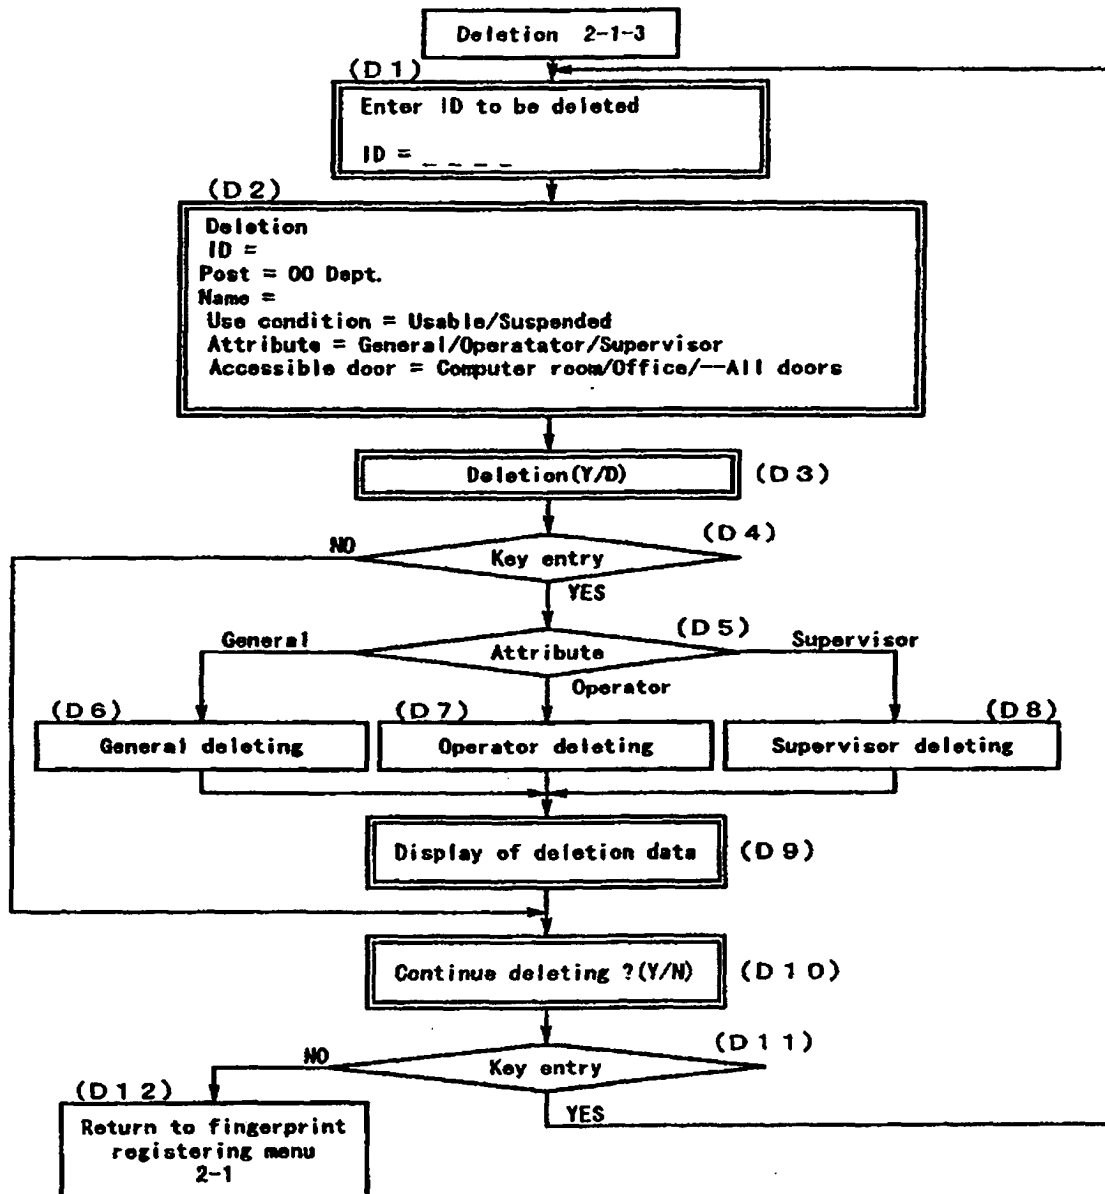 Deletion 2-1-3
(D1)
Enter ID to be deleted
ID = _ _ _ _
(D2)
Deletion
ID =
Post = OO Dept.
Name =
Use condition = Usable/Suspended
Attribute = General/Operatator/Supervisor
Accessible door = Computer room/Office/--All doors
Deletion(Y/D)
(D3)
(D4)
NO
Key entry
YES
(D5)
General
Attribute
Supervisor
Operator
(D6)
(D7)
(D8)
General deleting
Operator deleting
Supervisor deleting
Display of deletion data
(D9)
Continue deleting ?(Y/N)
(D10)
(D11)
NO
Key entry
YES
(D12)
Return to fingerprint
registering menu
2-1